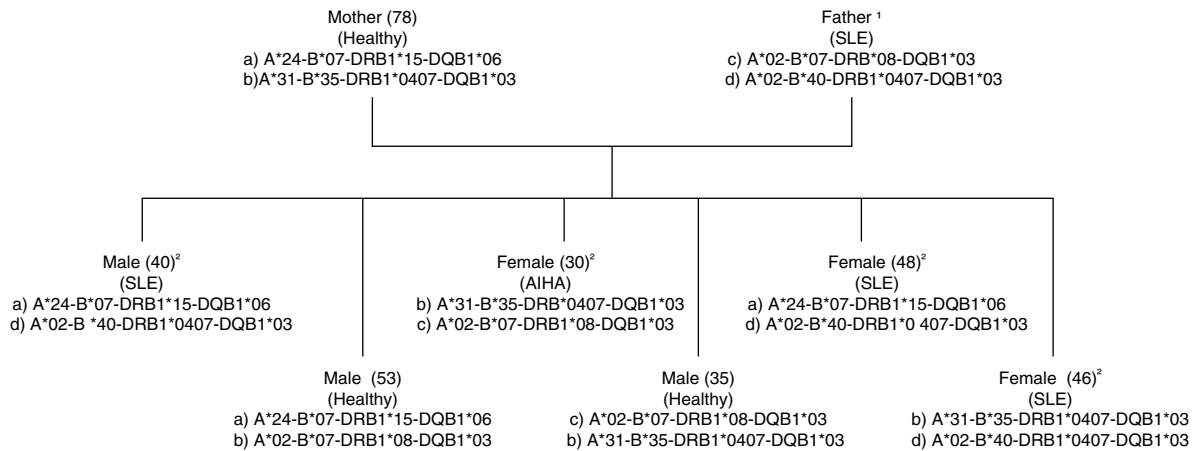 Mother (78)
(Healthy)
a) A*24-B*07-DRB1*15-DQB1*06
b)A*31-B*35-DRB1*0407-DQB1*03
Father ¹
(SLE)
c) A*02-B*07-DRB*08-DQB1*03
d) A*02-B*40-DRB1*0407-DQB1*03
Male (40)²
(SLE)
a) A*24-B*07-DRB1*15-DQB1*06
d) A*02-B *40-DRB1*0407-DQB1*03
Female (30)²
(AIHA)
b) A*31-B*35-DRB*0407-DQB1*03
c) A*02-B*07-DRB1*08-DQB1*03
Female (48)²
(SLE)
a) A*24-B*07-DRB1*15-DQB1*06
d) A*02-B*40-DRB1*0 407-DQB1*03
Male (53)
(Healthy)
a) A*24-B*07-DRB1*15-DQB1*06
b) A*02-B*07-DRB1*08-DQB1*03
Male (35)
(Healthy)
c) A*02-B*07-DRB1*08-DQB1*03
b) A*31-B*35-DRB1*0407-DQB1*03
Female (46)²
(SLE)
b) A*31-B*35-DRB1*0407-DQB1*03
d) A*02-B*40-DRB1*0407-DQB1*03